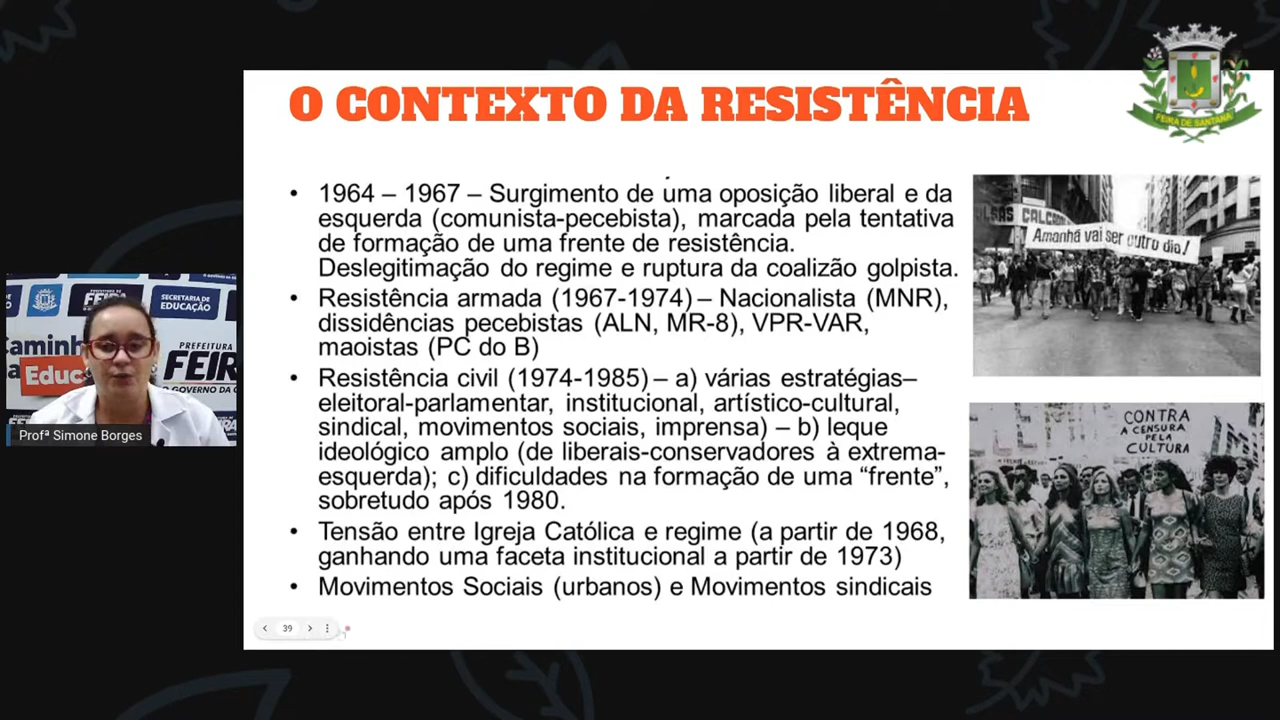 O CONTEXTO DA RESISTÊNCIA
FEIRA DE SANTANA
• 1964 – 1967 – Surgimento de uma oposição liberal e da
esquerda (comunista-pecebista), marcada pela tentativa
de formação de uma frente de resistência.
Deslegitimação do regime e ruptura da coalizão golpista.
• Resistência armada (1967-1974) – Nacionalista (MNR),
dissidências pecebistas (ALN, MR-8), VPR-VAR,
maoistas (PC do B)
• Resistência civil (1974-1985) – a) várias estratégias–
eleitoral-parlamentar, institucional, artístico-cultural,
sindical, movimentos sociais, imprensa) – b) leque
ideológico amplo (de liberais-conservadores à extrema-
esquerda); c) dificuldades na formação de uma “frente”,
sobretudo após 1980.
• Tensão entre Igreja Católica e regime (a partir de 1968,
ganhando uma faceta institucional a partir de 1973)
• Movimentos Sociais (urbanos) e Movimentos sindicais
39
Amanhã vai ser outro dia!
CONTRA
A CENSURA
PELA
CULTURA
SECRETARIA DE
EDUCAÇÃO
PREFEITURA
FEIRA
Profª Simone Borges